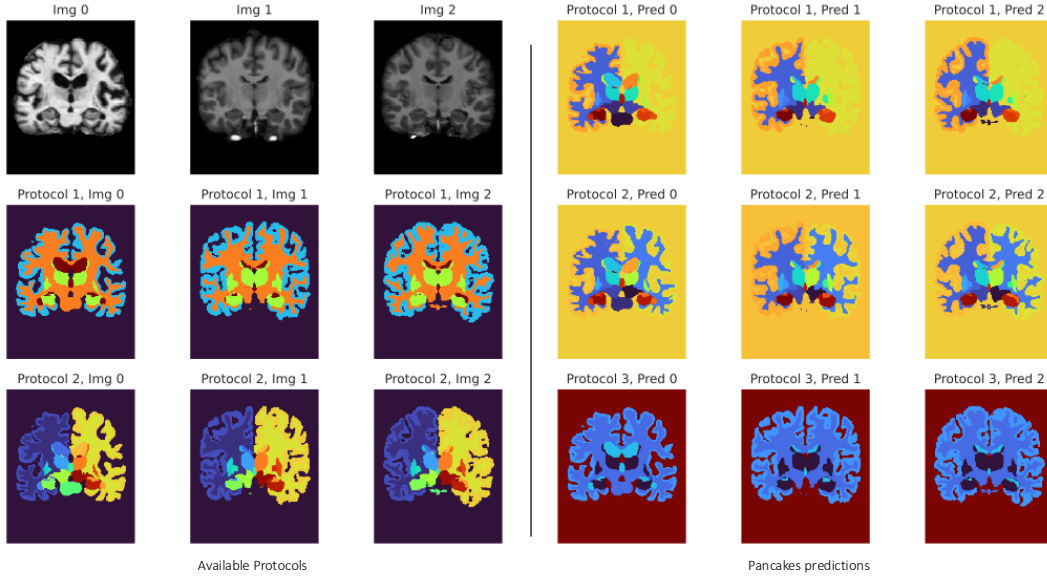 Img 0
Img 1
Img 2
Protocol 1, Pred 0
Protocol 1, Pred 1
Protocol 1, Pred 2
Protocol 1, Img 0
Protocol 1, Img 1
Protocol 1, Img 2
Protocol 2, Pred 0
Protocol 2, Pred 1
Protocol 2, Pred 2
Protocol 2, Img 0
Protocol 2, Img 1
Protocol 2, Img 2
Protocol 3, Pred 0
Protocol 3, Pred 1
Protocol 3, Pred 2
Available Protocols
Pancakes predictions